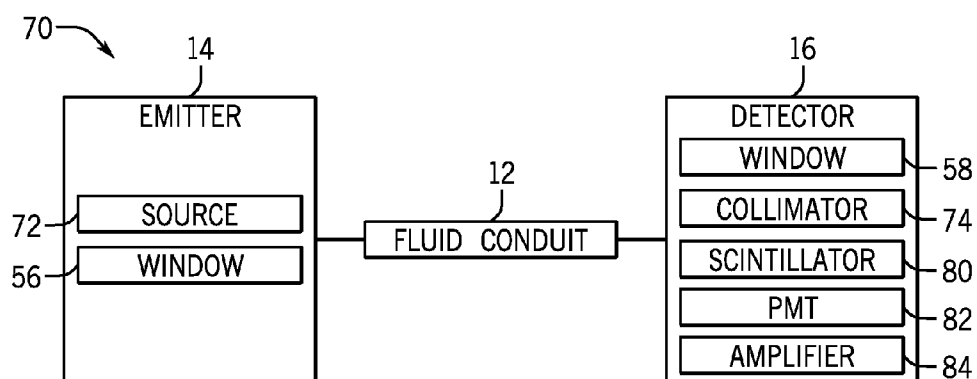 70
14
16
EMITTER
DETECTOR
WINDOW
58
12
72
SOURCE
COLLIMATOR
74
FLUID CONDUIT
56
WINDOW
SCINTILLATOR
80
PMT
82
AMPLIFIER
84